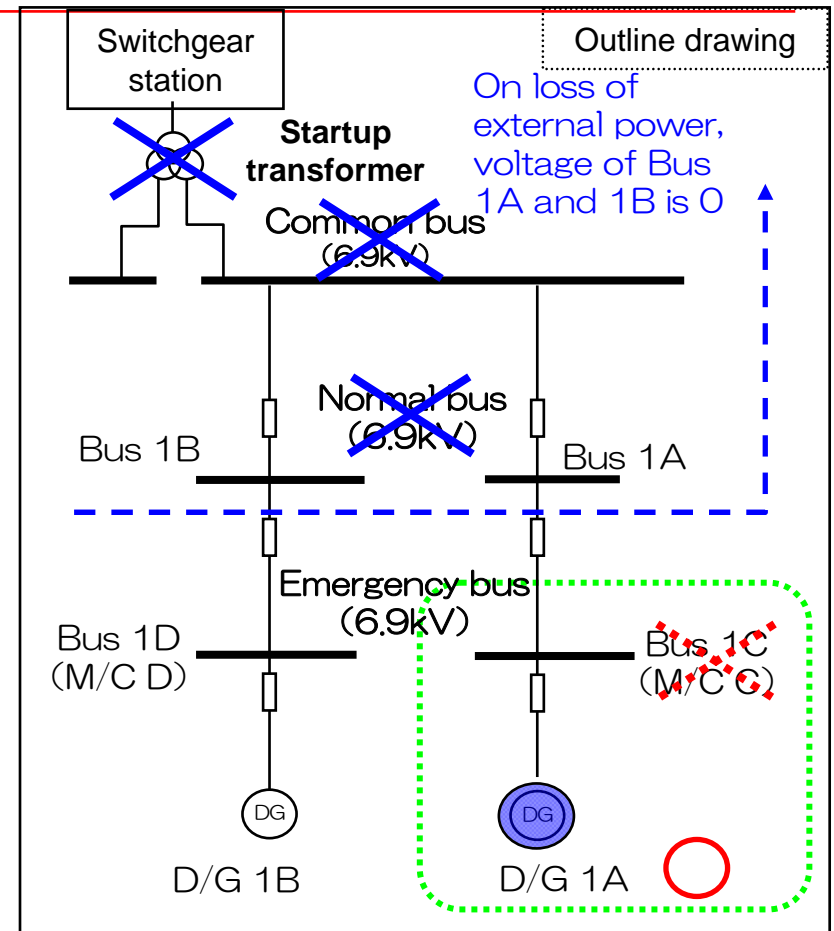 Switchgear
station
Outline drawing
On loss of
external power,
voltage of Bus
1A and 1B is 0
Startup
transformer
Common bus
(6.9kV)
Normal bus
(6.9kV)
Bus 1B
Bus 1A
Emergency bus
(6.9kV)
Bus 1D
(M/C D)
Bus 1C
(M/C C)
DG
DG
D/G 1B
D/G 1A